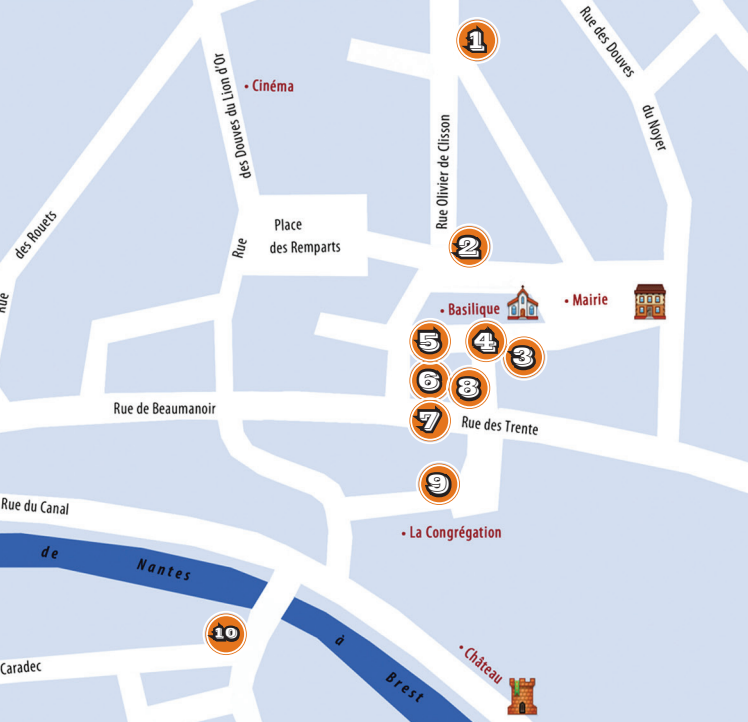 1
Rue des Douves
du Noyer
• Cinéma
des Douves du Lion d'Or
Rue
Rue Olivier de Clisson
des Rouets
Rue
Place
des Remparts
2
• Basilique
• Mairie
5
4
3
6
8
7
Rue de Beaumanoir
Rue des Trente
9
Rue du Canal
• La Congrégation
de
Nantes
à
Brest
10
Caradec
• Château